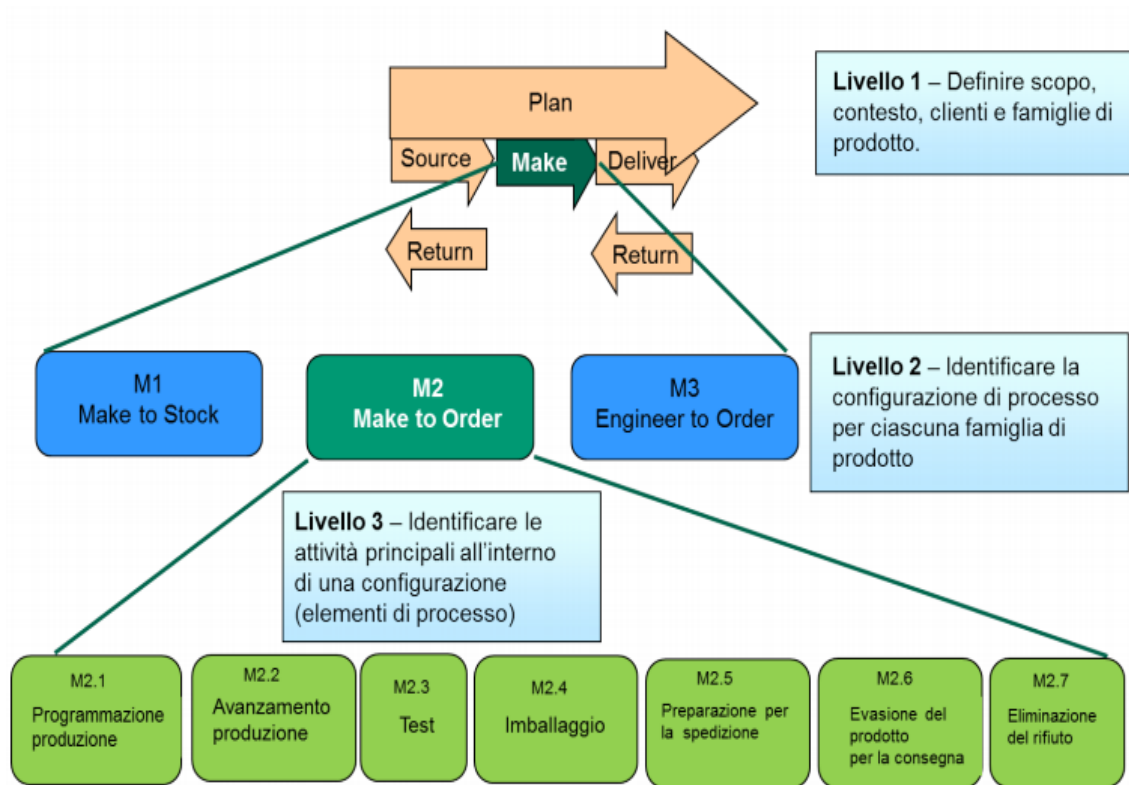 Plan
Livello 1 – Definire scopo,
contesto, clienti e famiglie di
prodotto.
Source
Make
Deliver
Return
Return
M1
Make to Stock
M2
Make to Order
M3
Engineer to Order
Livello 2 – Identificare la
configurazione di processo
per ciascuna famiglia di
prodotto
Livello 3 – Identificare le
attività principali all'interno
di una configurazione
(elementi di processo)
M2.1
Programmazione
produzione
M2.2
Avanzamento
produzione
M2.3
Test
M2.4
Imballaggio
M2.5
Preparazione per
la spedizione
M2.6
Evasione del
prodotto
per la consegna
M2.7
Eliminazione
del rifiuto